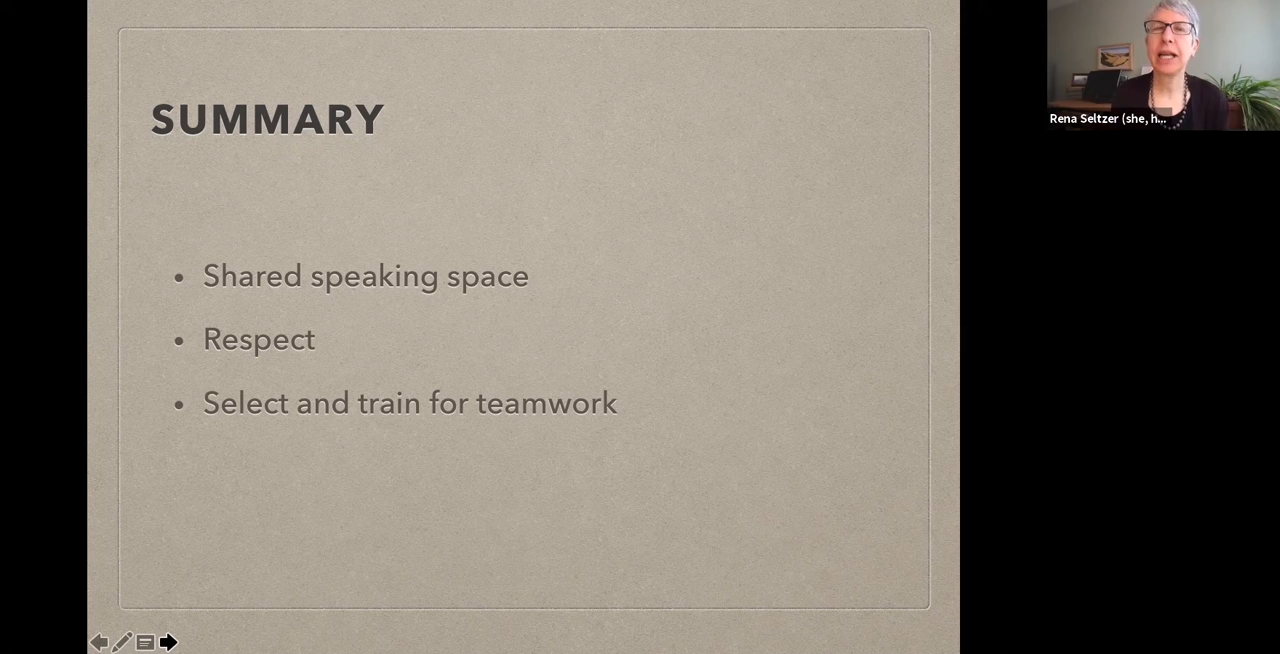 SUMMARY
• Shared speaking space
• Respect
• Select and train for teamwork
Rena Seltzer (she, h...